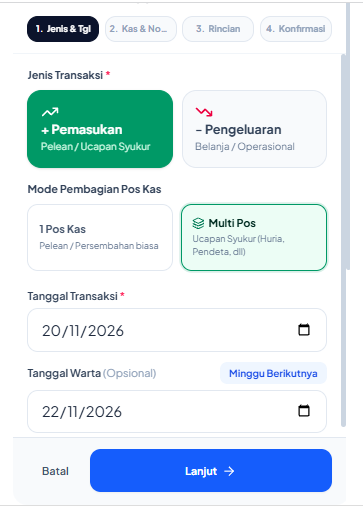 1. Jenis & Tgl
2. Kas & No...
3. Rincian
4. Konfirmasi
Jenis Transaksi *
+ Pemasukan
Pelean / Ucapan Syukur
- Pengeluaran
Belanja / Operasional
Mode Pembagian Pos Kas
1 Pos Kas
Pelean / Persembahan biasa
Multi Pos
Ucapan Syukur (Huria,
Pendeta, dll)
Tanggal Transaksi *
20/11/2026
Tanggal Warta (Opsional)
Minggu Berikutnya
22/11/2026
Batal
Lanjut →